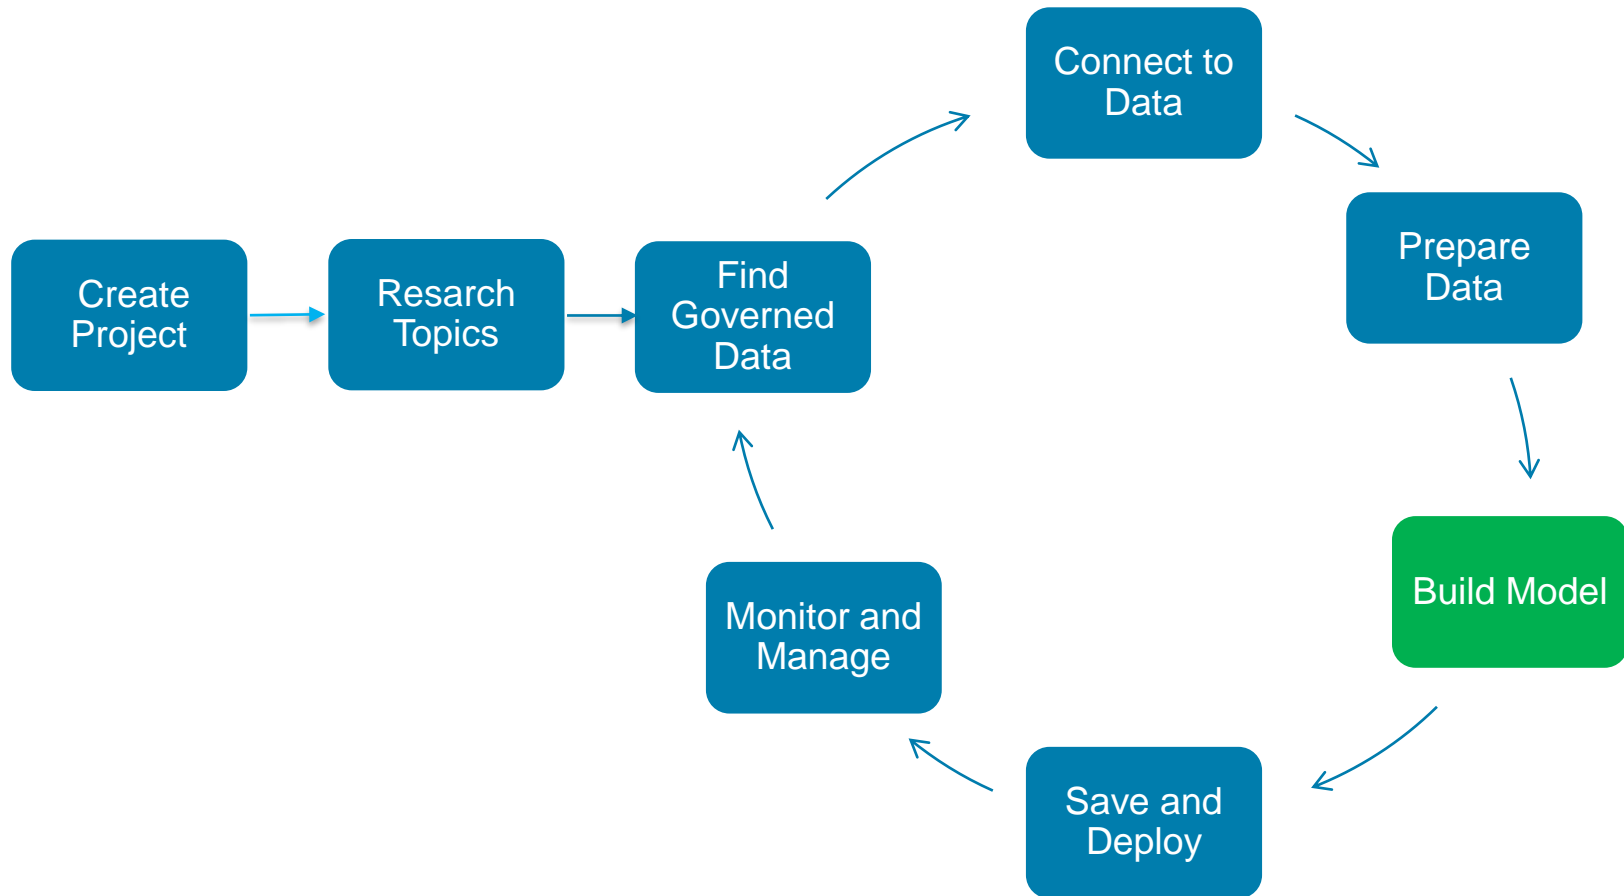 Create
Project
Resarch
Topics
Find
Governed
Data
Connect to
Data
Prepare
Data
Build Model
Save and
Deploy
Monitor and
Manage